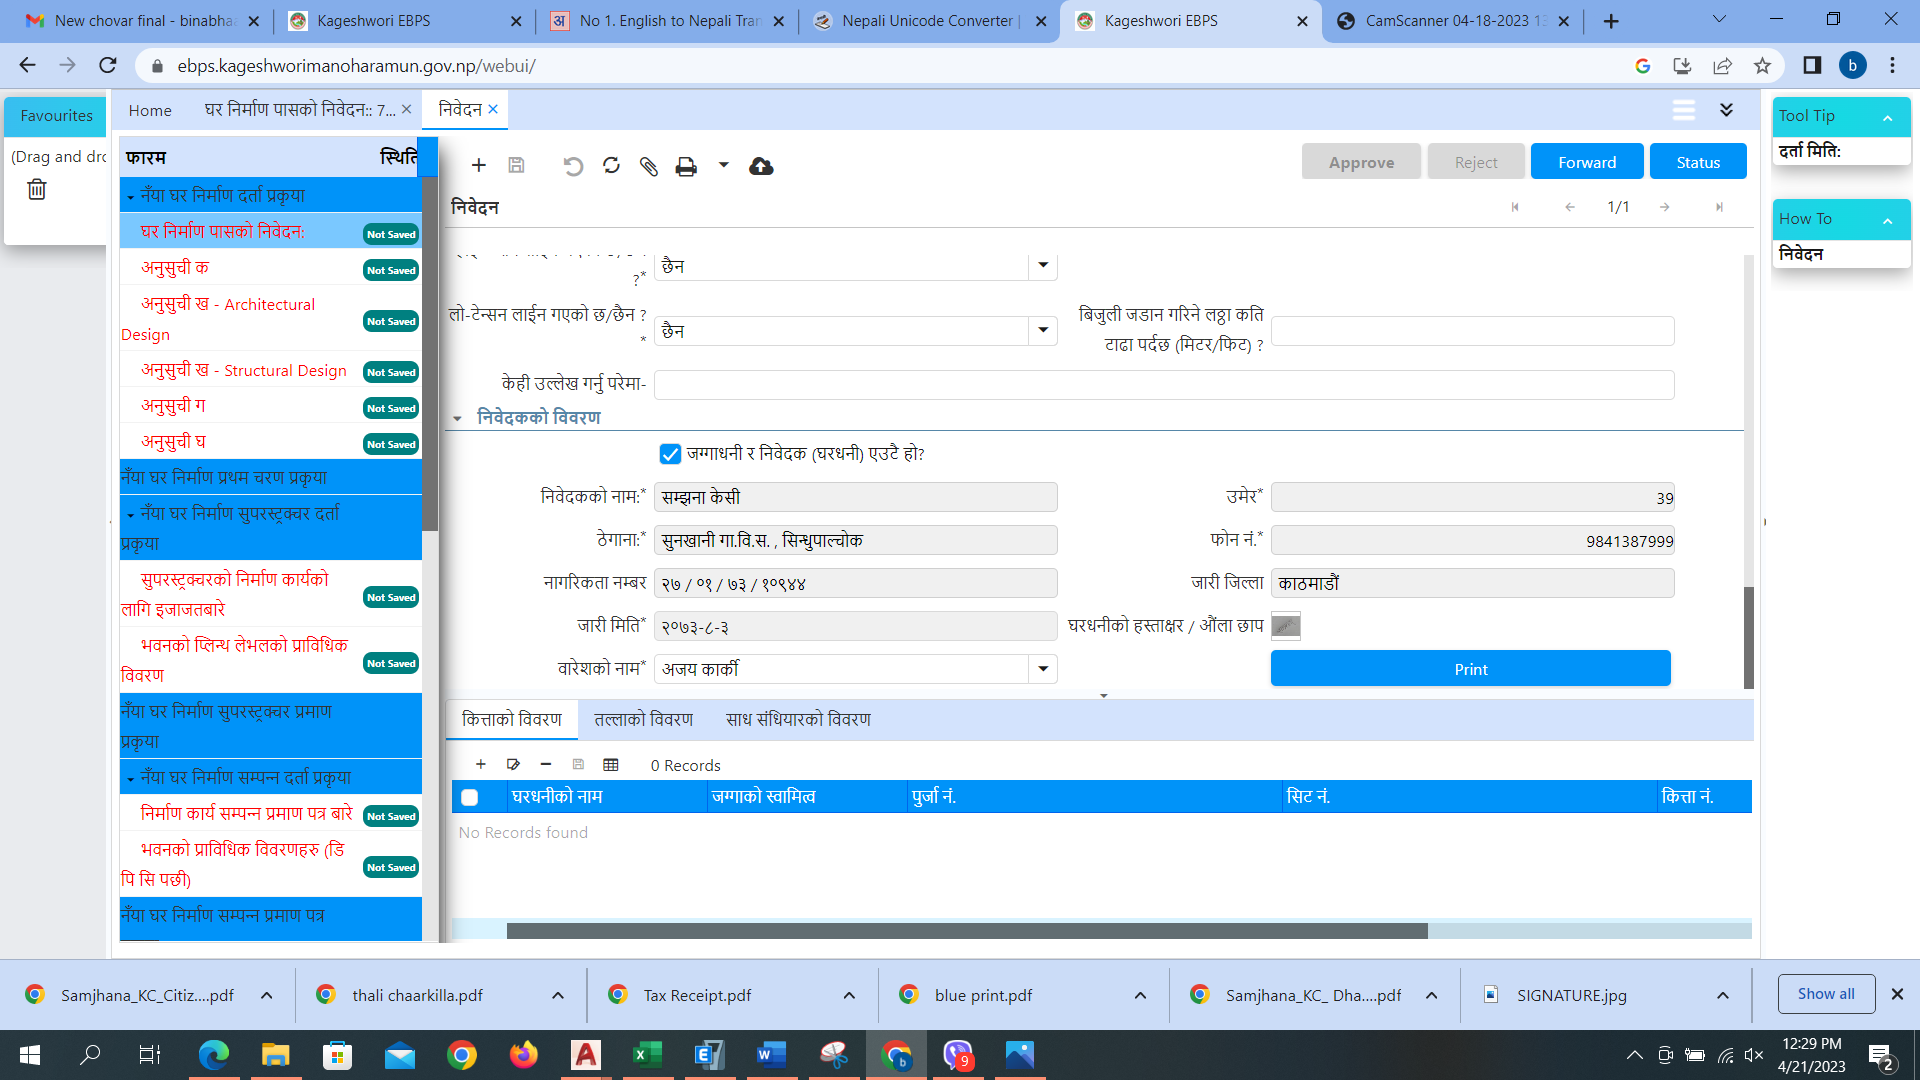 New chovar final - binabha
Kageshwori EBPS
No 1. English to Nepali Tran
Nepali Unicode Converter |
Kageshwori EBPS
CamScanner 04-18-2023 13
ebps.kageshworimanoharamun.gov.np/webui/
b
Favourites
(Drag and dro
Home
घर निर्माण पासको निवेदन:: 7...
निवेदन
फारम
स्थिति
नँया घर निर्माण दर्ता प्रकृया
घर निर्माण पासको निवेदन:
Not Saved
अनुसुची क
Not Saved
अनुसुची ख - Architectural
Design
Not Saved
अनुसुची ख - Structural Design
Not Saved
अनुसुची ग
Not Saved
अनुसुची घ
Not Saved
नँया घर निर्माण प्रथम चरण प्रकृया
नँया घर निर्माण सुपरस्ट्रक्चर दर्ता
प्रकृया
सुपरस्ट्रक्चरको निर्माण कार्यको
लागि इजाजतबारे
Not Saved
भवनको प्लिन्थ लेभलको प्राविधिक
विवरण
Not Saved
नँया घर निर्माण सुपरस्ट्रक्चर प्रमाण
प्रकृया
नँया घर निर्माण सम्पन्न दर्ता प्रकृया
निर्माण कार्य सम्पन्न प्रमाण पत्र बारे
Not Saved
भवनको प्राविधिक विवरणहरु (डि
पि सि पछी)
Not Saved
नँया घर निर्माण सम्पन्न प्रमाण पत्र
Approve
Reject
Forward
Status
निवेदन
1/1
?*
छैन
लो-टेन्सन लाईन गएको छ/छैन ?
*
छैन
बिजुली जडान गरिने लठ्ठा कति
टाढा पर्दछ (मिटर/फिट) ?
केही उल्लेख गर्नु परेमा-
निवेदकको विवरण
जग्गाधनी र निवेदक (घरधनी) एउटै हो?
निवेदकको नाम:*
सम्झना केसी
उमेर*
39
ठेगाना:*
सुनखानी गा.वि.स. , सिन्धुपाल्चोक
फोन नं.*
9841387999
नागरिकता नम्बर
२७ / ०१ / ७३ / १०९४४
जारी जिल्ला
काठमाडौं
जारी मिति*
२०७३-८-३
घरधनीको हस्ताक्षर / औंला छाप
वारेशको नाम*
अजय कार्की
Print
कित्ताको विवरण
तल्लाको विवरण
साध संधियारको विवरण
0 Records
घरधनीको नाम
जग्गाको स्वामित्व
पुर्जा नं.
सिट नं.
कित्ता नं.
No Records found
Tool Tip
दर्ता मिति:
How To
निवेदन
Samjhana_KC_Citiz....pdf
thali chaarkilla.pdf
Tax Receipt.pdf
blue print.pdf
Samjhana_KC_ Dha....pdf
SIGNATURE.jpg
Show all
9
12:29 PM
4/21/2023
2